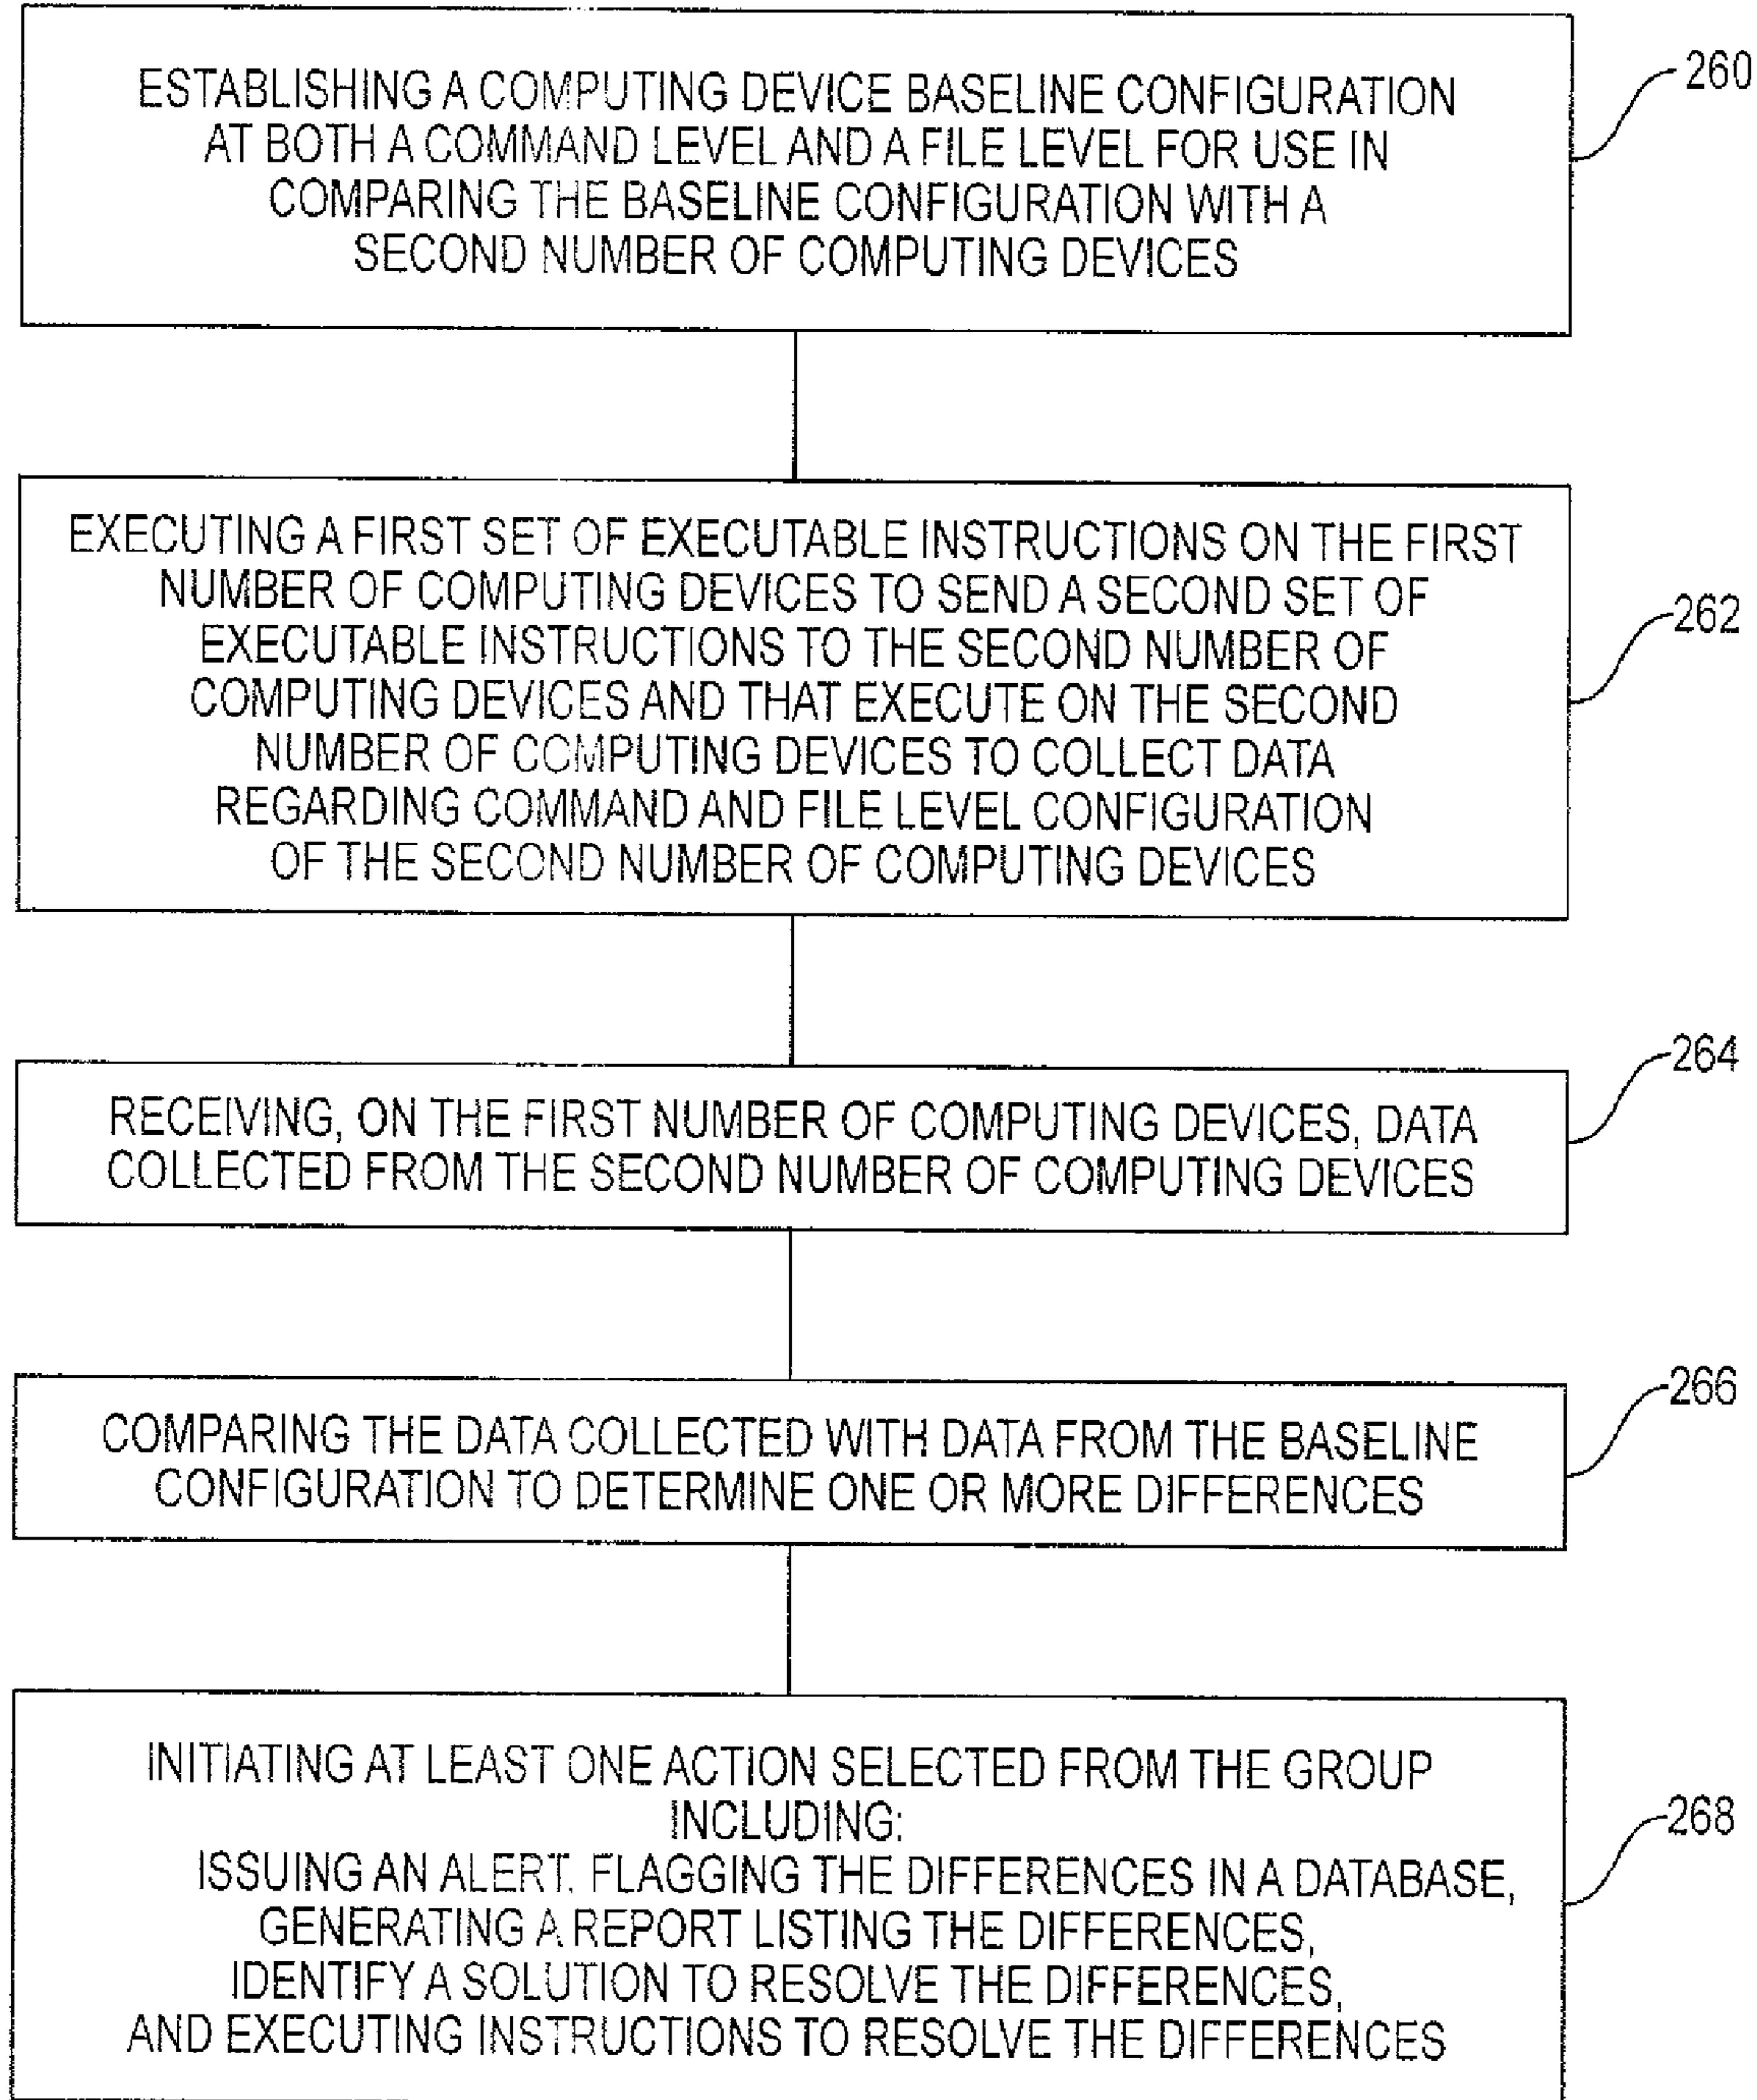 ESTABLISHING A COMPUTING DEVICE BASELINE CONFIGURATION
AT BOTH A COMMAND LEVEL AND A FILE LEVEL FOR USE IN
COMPARING THE BASELINE CONFIGURATION WITH A
SECOND NUMBER OF COMPUTING DEVICES
260
EXECUTING A FIRST SET OF EXECUTABLE INSTRUCTIONS ON THE FIRST
NUMBER OF COMPUTING DEVICES TO SEND A SECOND SET OF
EXECUTABLE INSTRUCTIONS TO THE SECOND NUMBER OF
COMPUTING DEVICES AND THAT EXECUTE ON THE SECOND
NUMBER OF COMPUTING DEVICES TO COLLECT DATA
REGARDING COMMAND AND FILE LEVEL CONFIGURATION
OF THE SECOND NUMBER OF COMPUTING DEVICES
262
RECEIVING, ON THE FIRST NUMBER OF COMPUTING DEVICES, DATA
COLLECTED FROM THE SECOND NUMBER OF COMPUTING DEVICES
264
COMPARING THE DATA COLLECTED WITH DATA FROM THE BASELINE
CONFIGURATION TO DETERMINE ONE OR MORE DIFFERENCES
266
INITIATING AT LEAST ONE ACTION SELECTED FROM THE GROUP
INCLUDING:
ISSUING AN ALERT, FLAGGING THE DIFFERENCES IN A DATABASE,
GENERATING A REPORT LISTING THE DIFFERENCES,
IDENTIFY A SOLUTION TO RESOLVE THE DIFFERENCES,
AND EXECUTING INSTRUCTIONS TO RESOLVE THE DIFFERENCES
268